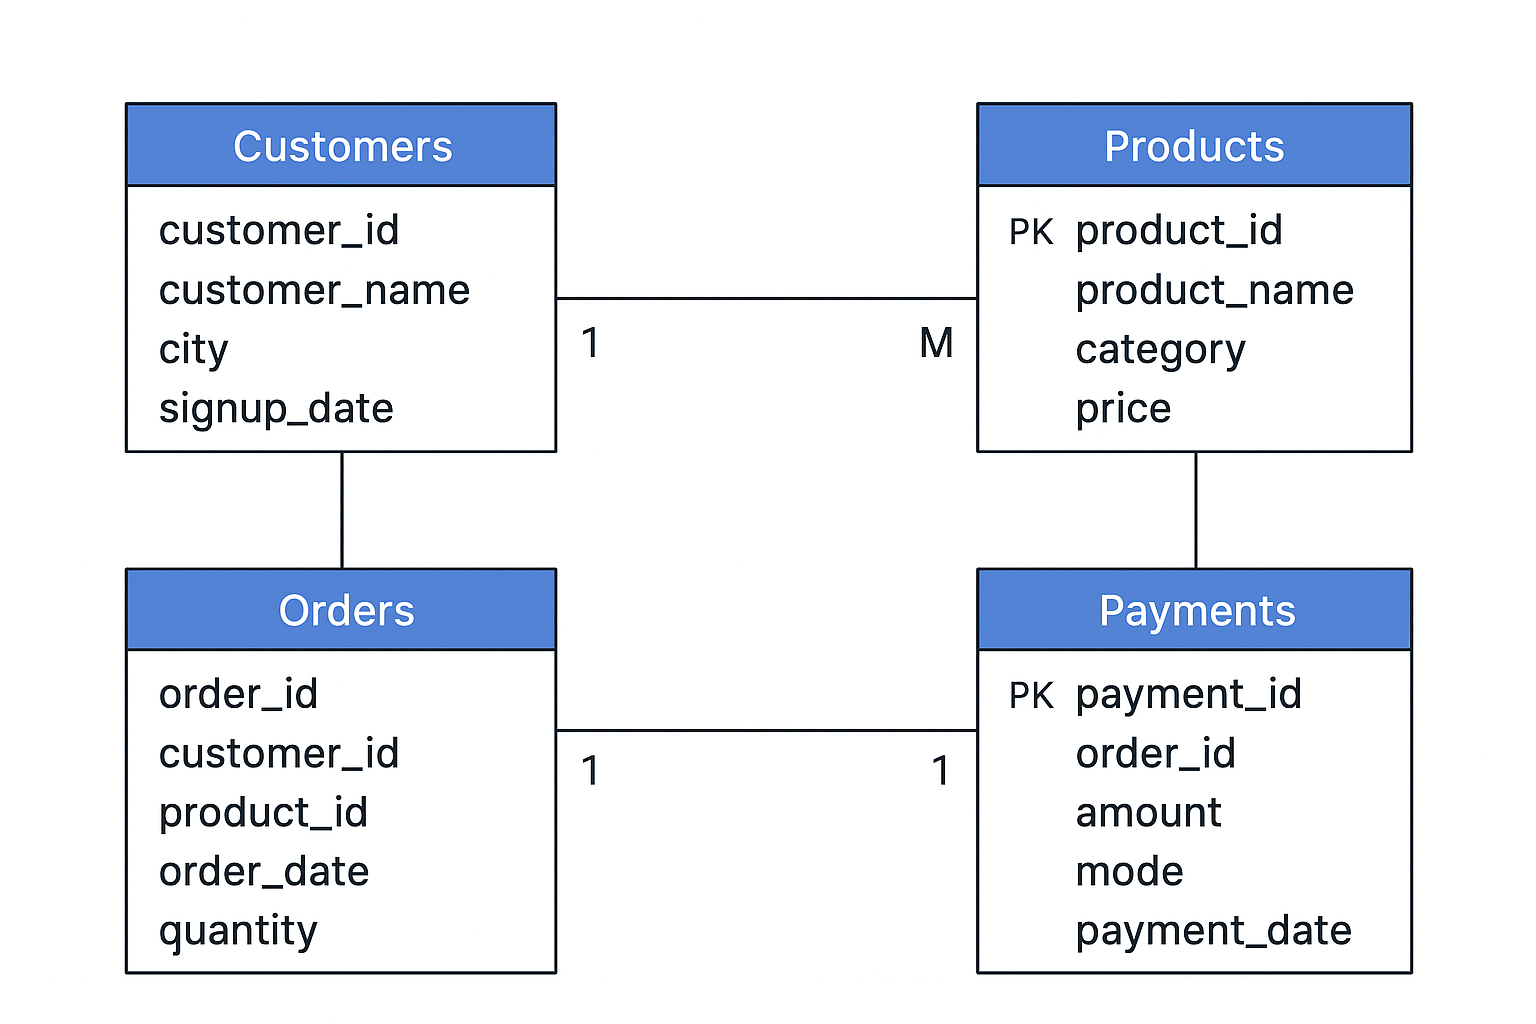 Customers
customer_id
customer_name
city
signup_date
1
M
Products
PK product_id
product_name
category
price
Orders
order_id
customer_id
product_id
order_date
quantity
1
1
Payments
PK payment_id
order_id
amount
mode
payment_date